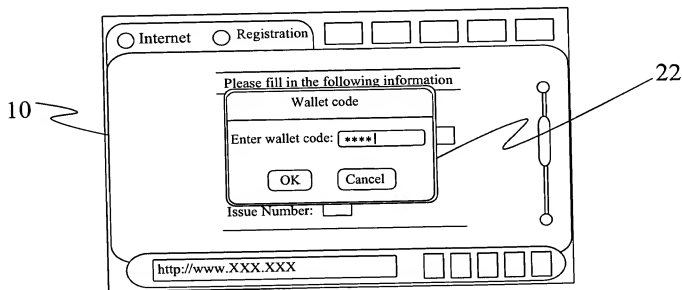 Internet Registration
Please fill in the following information
22
10
Wallet code
Enter wallet code: ****
OK Cancel
Issue Number:
http://www.XXX.XXX